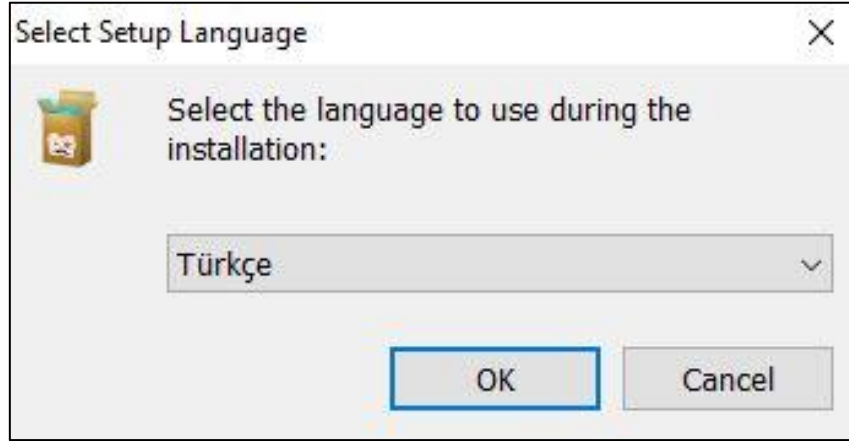 Select Setup Language
Select the language to use during the
installation:
Türkçe
OK
Cancel